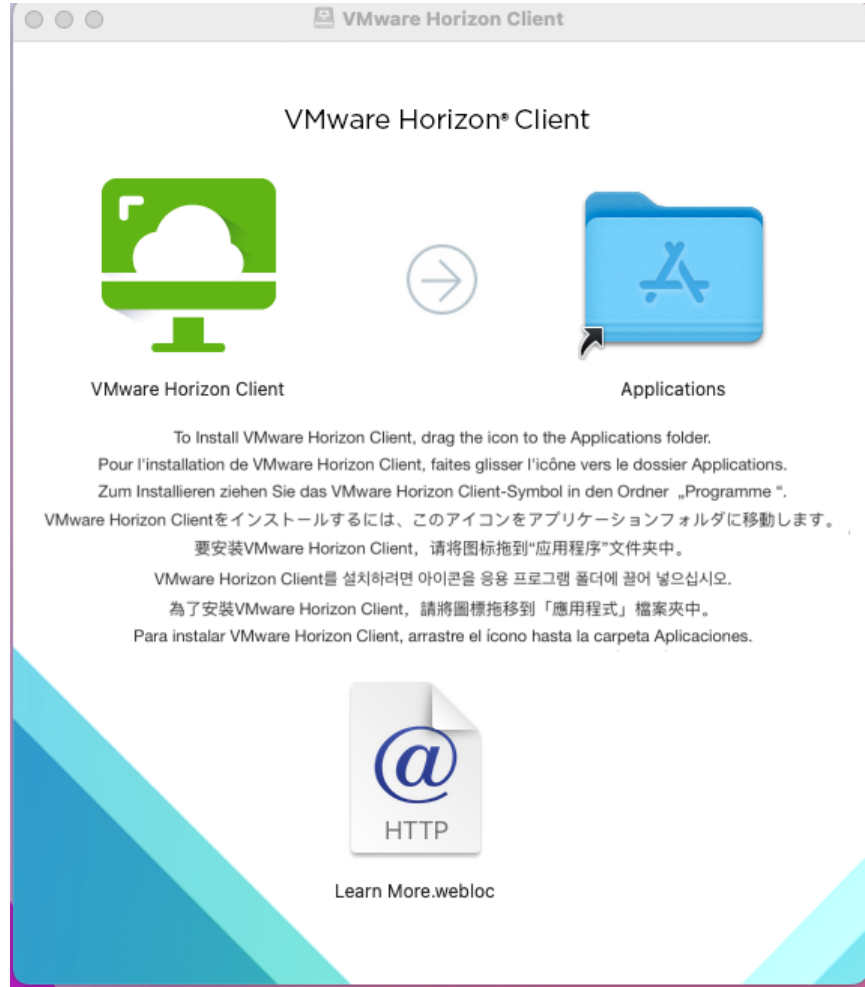 VMware Horizon Client
VMware Horizon® Client
VMware Horizon Client
Applications
To Install VMware Horizon Client, drag the icon to the Applications folder.
Pour l'installation de VMware Horizon Client, faites glisser l'icône vers le dossier Applications.
Zum Installieren ziehen Sie das VMware Horizon Client-Symbol in den Ordner „Programme “.
VMware Horizon Clientをインストールするには、このアイコンをアプリケーションフォルダに移動します。
要安装VMware Horizon Client，请将图标拖到“应用程序”文件夹中。
VMware Horizon Client를 설치하려면 아이콘을 응용 프로그램 폴더에 끌어 넣으십시오.
為了安裝VMware Horizon Client，請將圖標拖移到「應用程式」檔案夾中。
Para instalar VMware Horizon Client, arrastre el ícono hasta la carpeta Aplicaciones.
@
HTTP
Learn More.webloc